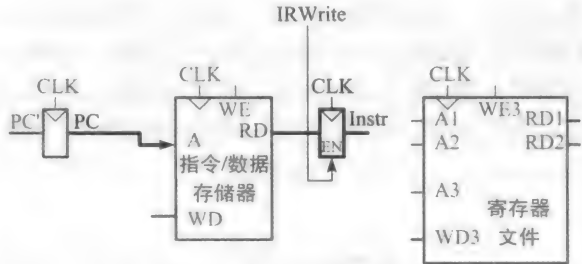 IRWrite
CLK
CLK
CLK
CLK
PC'
PC
WE
A
RD
EN
Instr
指令/数据
存储器
WD
WE3
A1
RD1
A2
RD2
A3
寄存器
WD3
文件